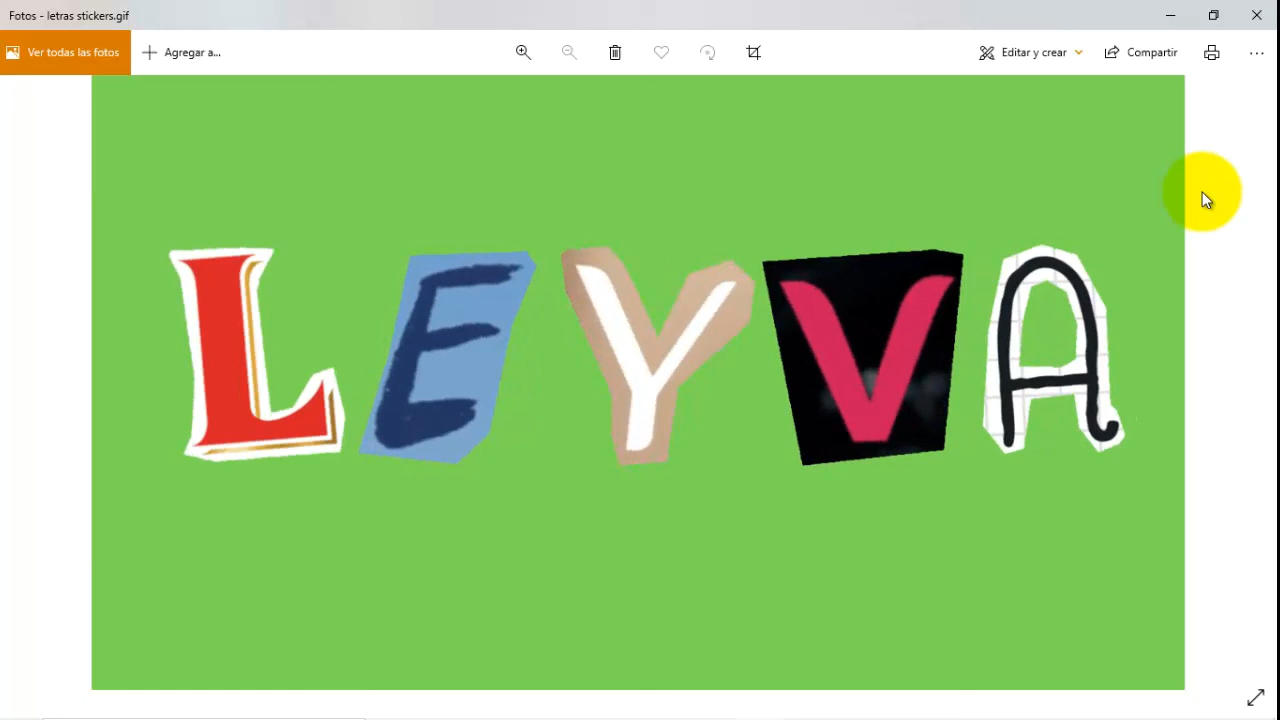 Fotos - letras stickers.gif
Ver todas las fotos
Agregar a...
Editar y crear
Compartir
LEYVA